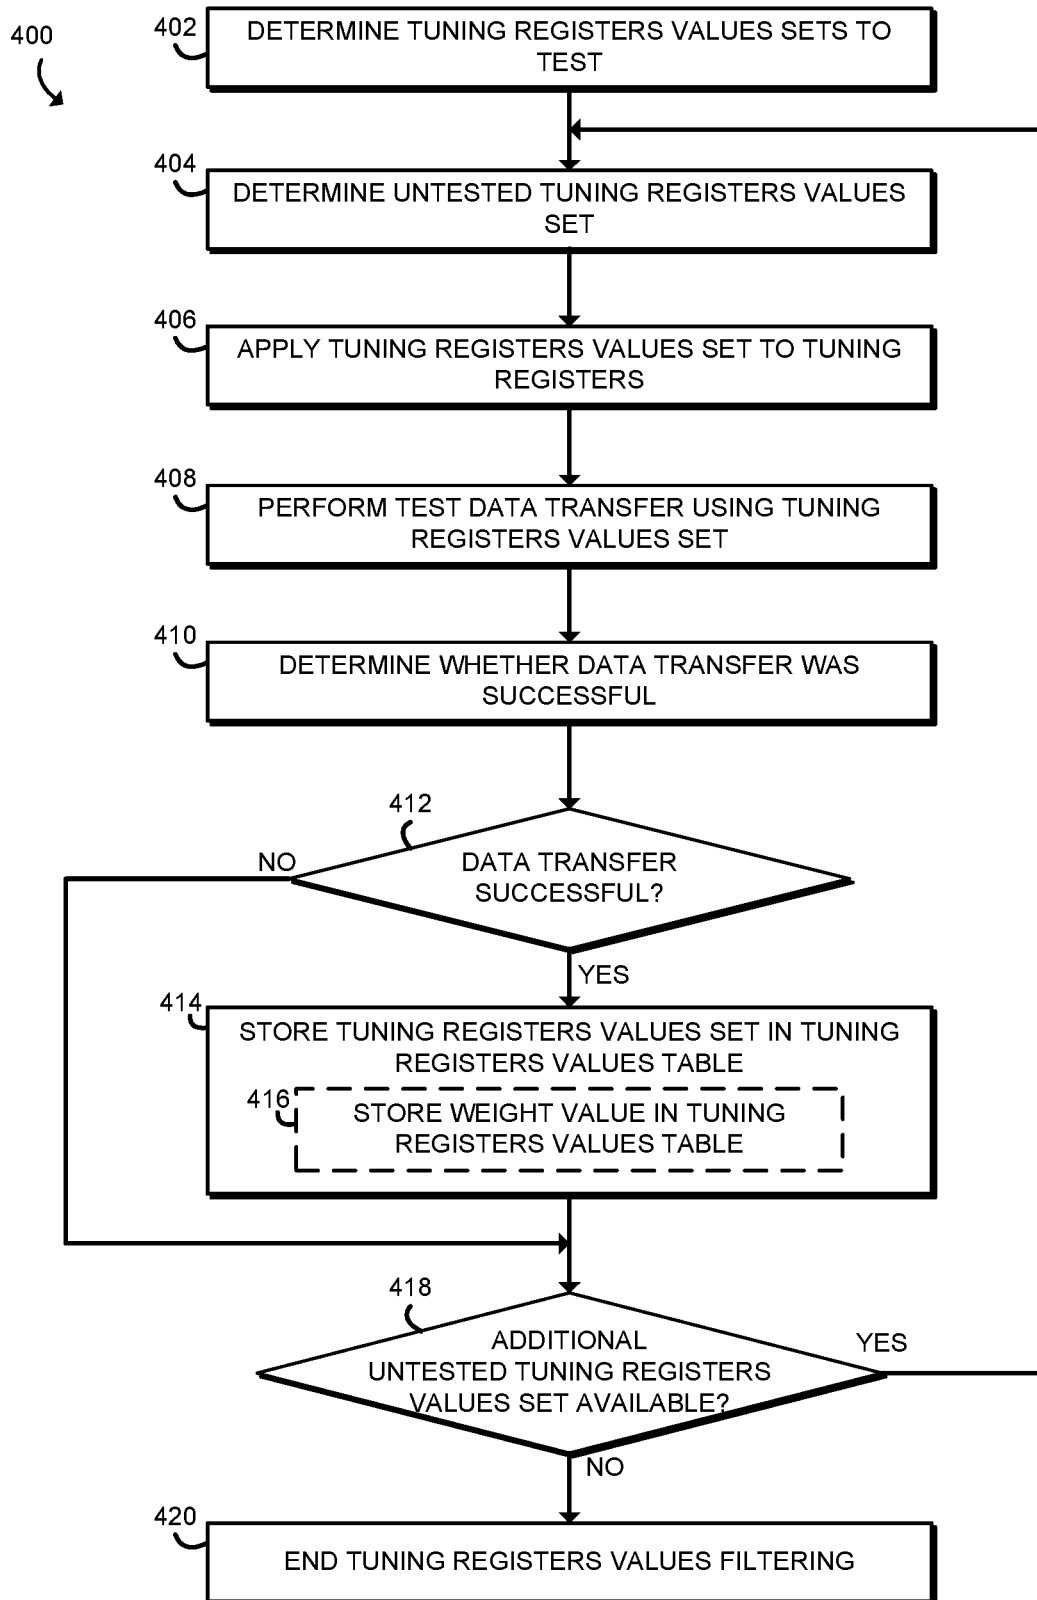 400
402
DETERMINE TUNING REGISTERS VALUES SETS TO
TEST
404
DETERMINE UNTESTED TUNING REGISTERS VALUES
SET
406
APPLY TUNING REGISTERS VALUES SET TO TUNING
REGISTERS
408
PERFORM TEST DATA TRANSFER USING TUNING
REGISTERS VALUES SET
410
DETERMINE WHETHER DATA TRANSFER WAS
SUCCESSFUL
412
DATA TRANSFER
SUCCESSFUL?
NO
YES
414
STORE TUNING REGISTERS VALUES SET IN TUNING
REGISTERS VALUES TABLE
416
STORE WEIGHT VALUE IN TUNING
REGISTERS VALUES TABLE
418
ADDITIONAL
UNTESTED TUNING REGISTERS
VALUES SET AVAILABLE?
YES
NO
420
END TUNING REGISTERS VALUES FILTERING